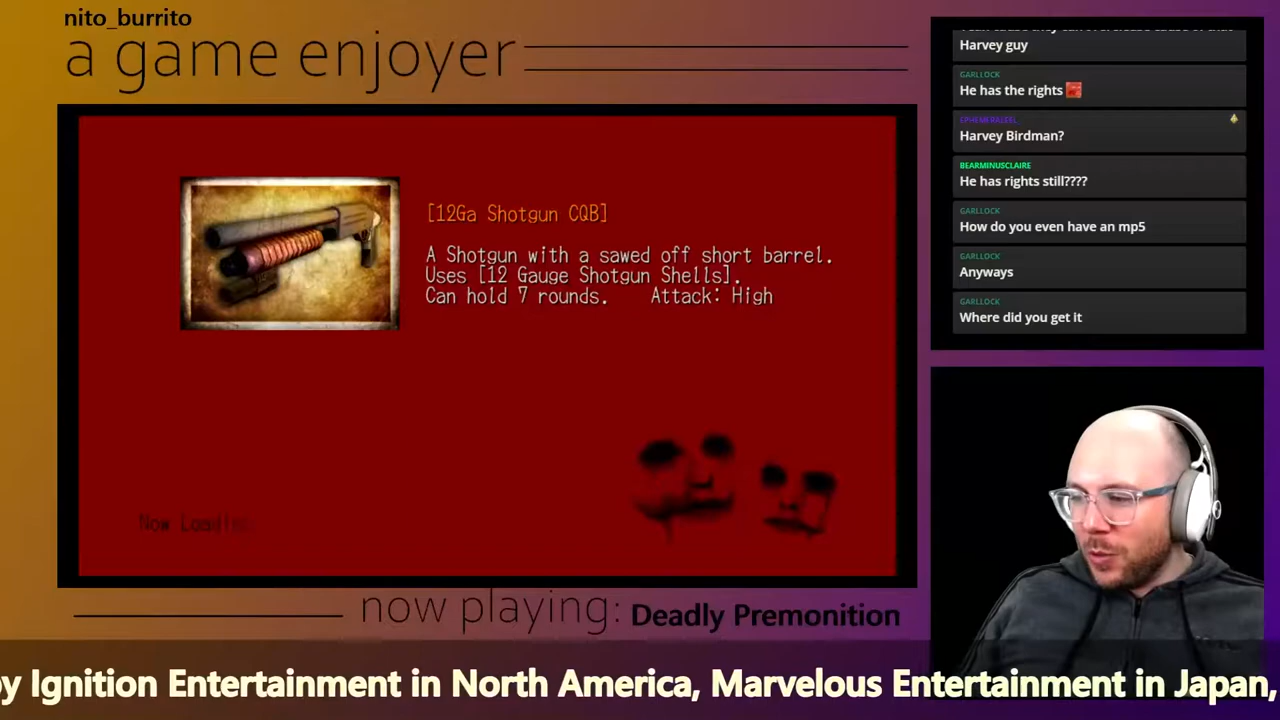 nito_burrito
a game enjoyer
[12Ga Shotgun CQB]
A Shotgun with a sawed off short barrel.
Uses [12 Gauge Shotgun Shells].
Can hold 7 rounds. Attack: High
Now Loading
now playing: Deadly Premonition
by Ignition Entertainment in North America, Marvelous Entertainment in Japan,
Harvey guy
GARLLOCK
He has the rights
Harvey Birdman?
BEARMINUSCLAIRE
He has rights still????
GARLLOCK
How do you even have an mp5
GARLLOCK
Anyways
GARLLOCK
Where did you get it